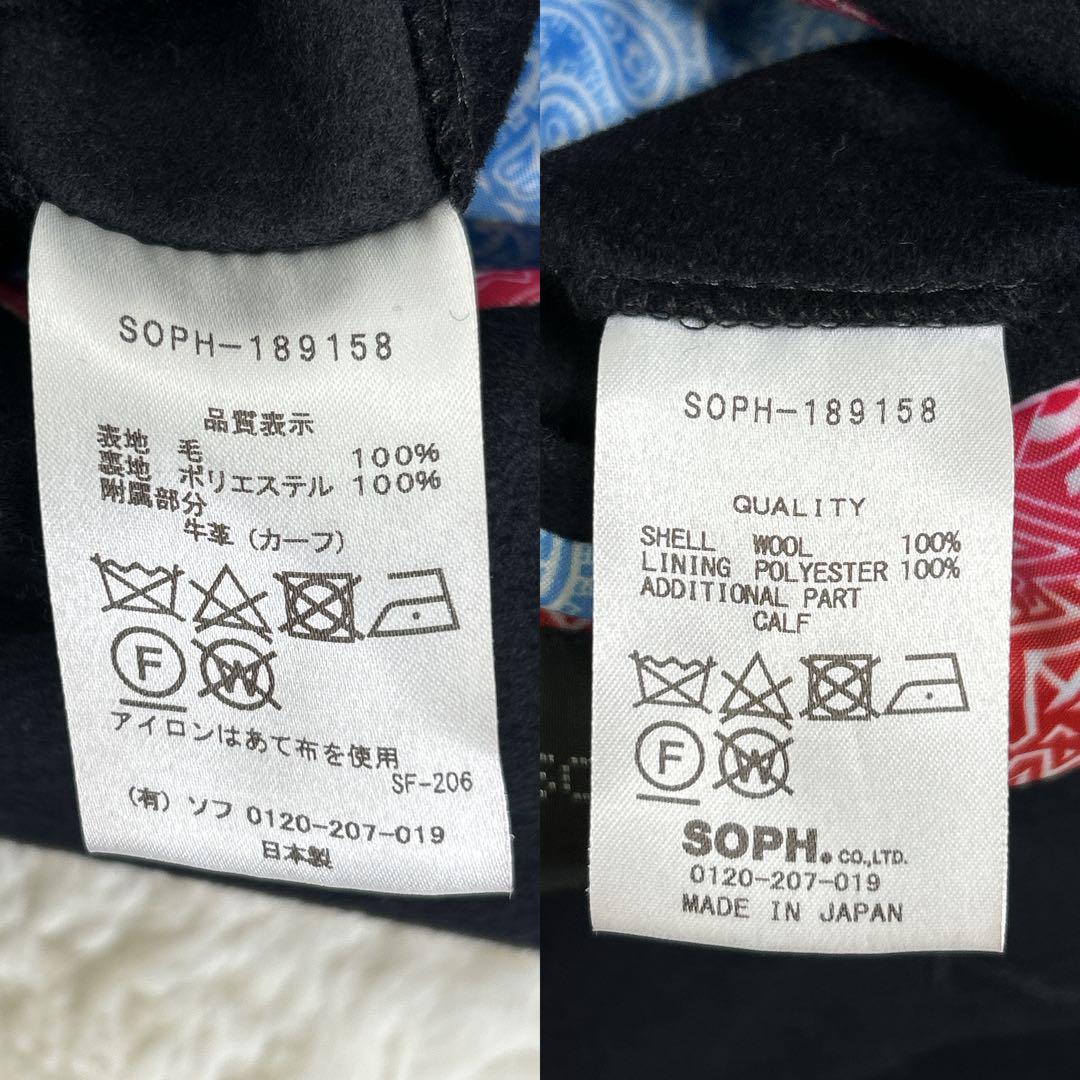 SOPH-189158
品質表示
表地 毛 100%
裏地 ポリエステル 100%
附属部分
牛革(カーフ)
F W
アイロンはあて布を使用
SF-206
(有)ソフ 0120-207-019
日本製
SOPH-189158
QUALITY
SHELL WOOL 100%
LINING POLYESTER 100%
ADDITIONAL PART
CALF
F W
SOPH. CO.,LTD.
0120-207-019
MADE IN JAPAN